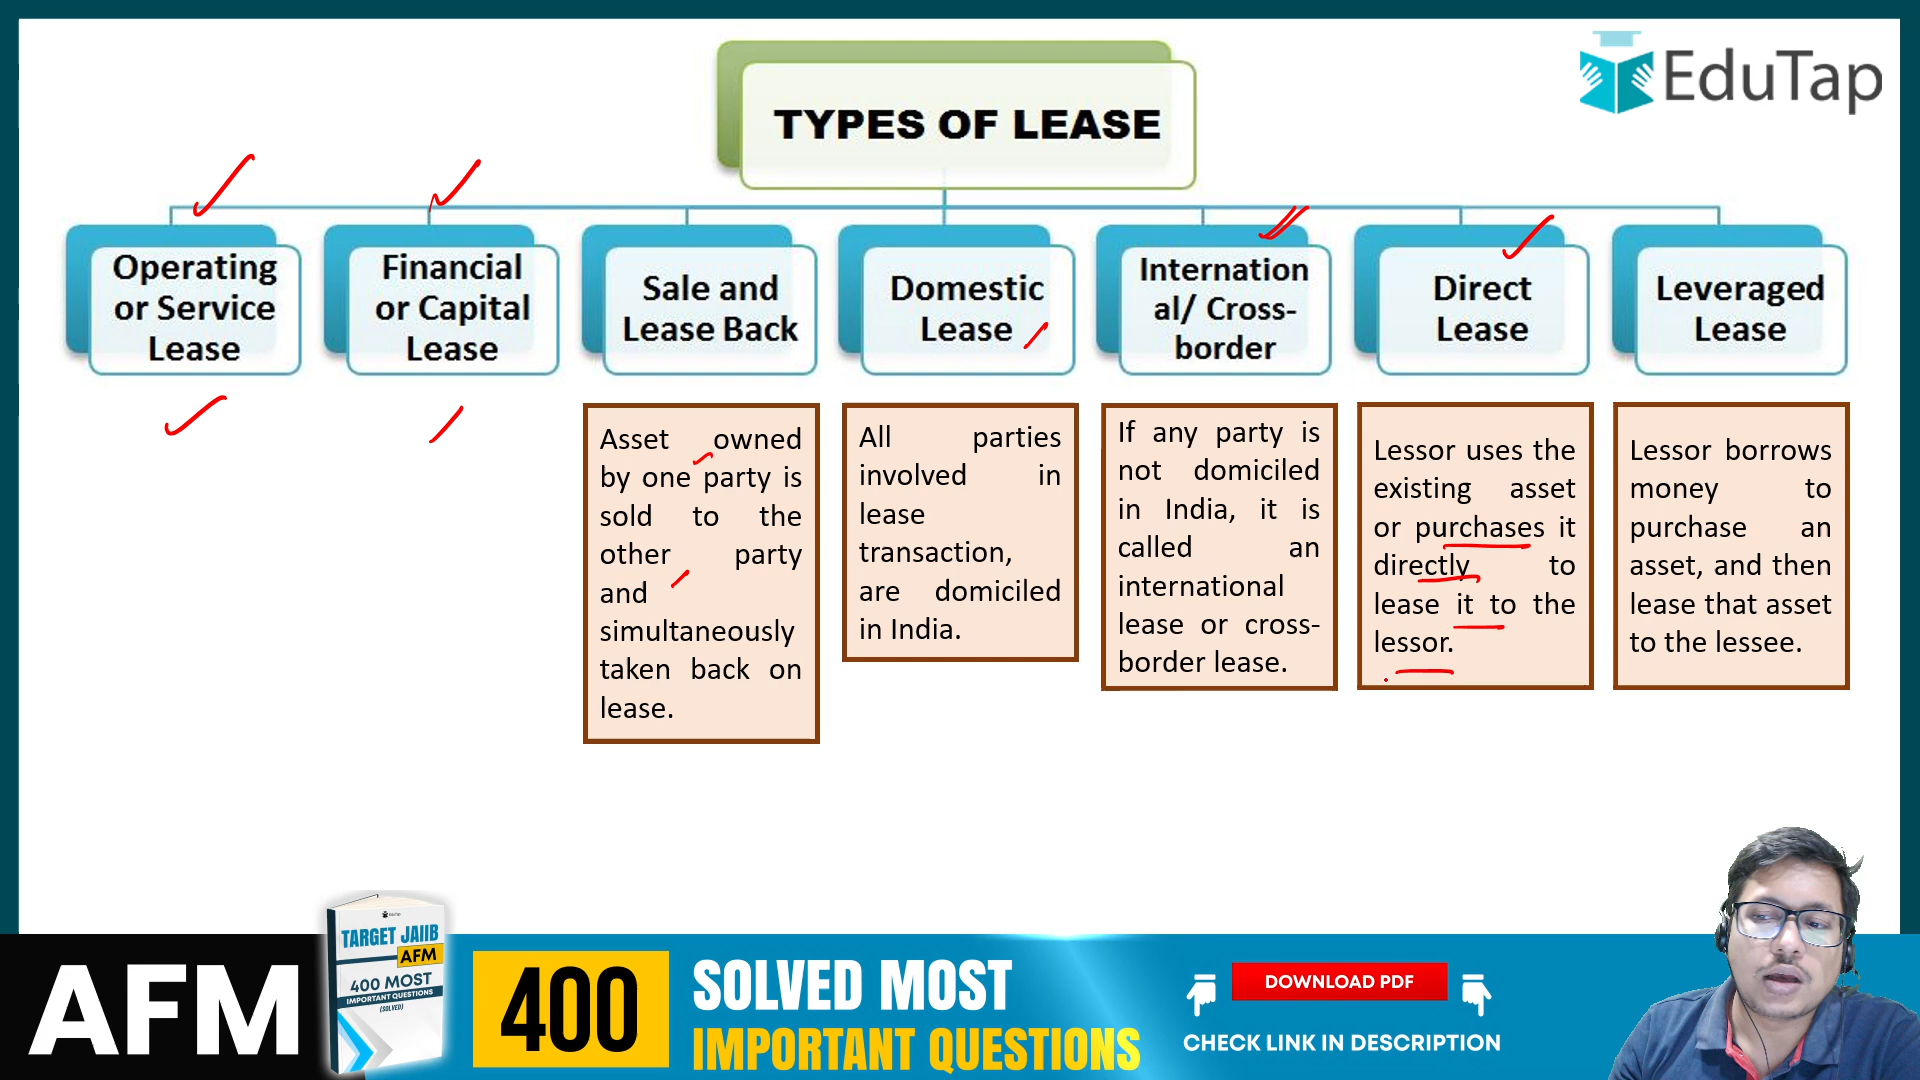 TYPES OF LEASE
EduTap
Operating
or Service
Lease
Financial
or Capital
Lease
Sale and
Lease Back
Domestic
Lease
Internation
al/ Cross-
border
Direct
Lease
Leveraged
Lease
Asset owned
by one party is
sold to the
other party
and
simultaneously
taken back on
lease.
All parties
involved in
lease
transaction,
are domiciled
in India.
If any party is
not domiciled
in India, it is
called an
international
lease or cross-
border lease.
Lessor uses the
existing asset
or purchases it
directly to
lease it to the
lessor.
Lessor borrows
money to
purchase an
asset, and then
lease that asset
to the lessee.
AFM
TARGET JAIIB
AFM
400 MOST
IMPORTANT QUESTIONS
(SOLVED)
400
SOLVED MOST
IMPORTANT QUESTIONS
DOWNLOAD PDF
CHECK LINK IN DESCRIPTION